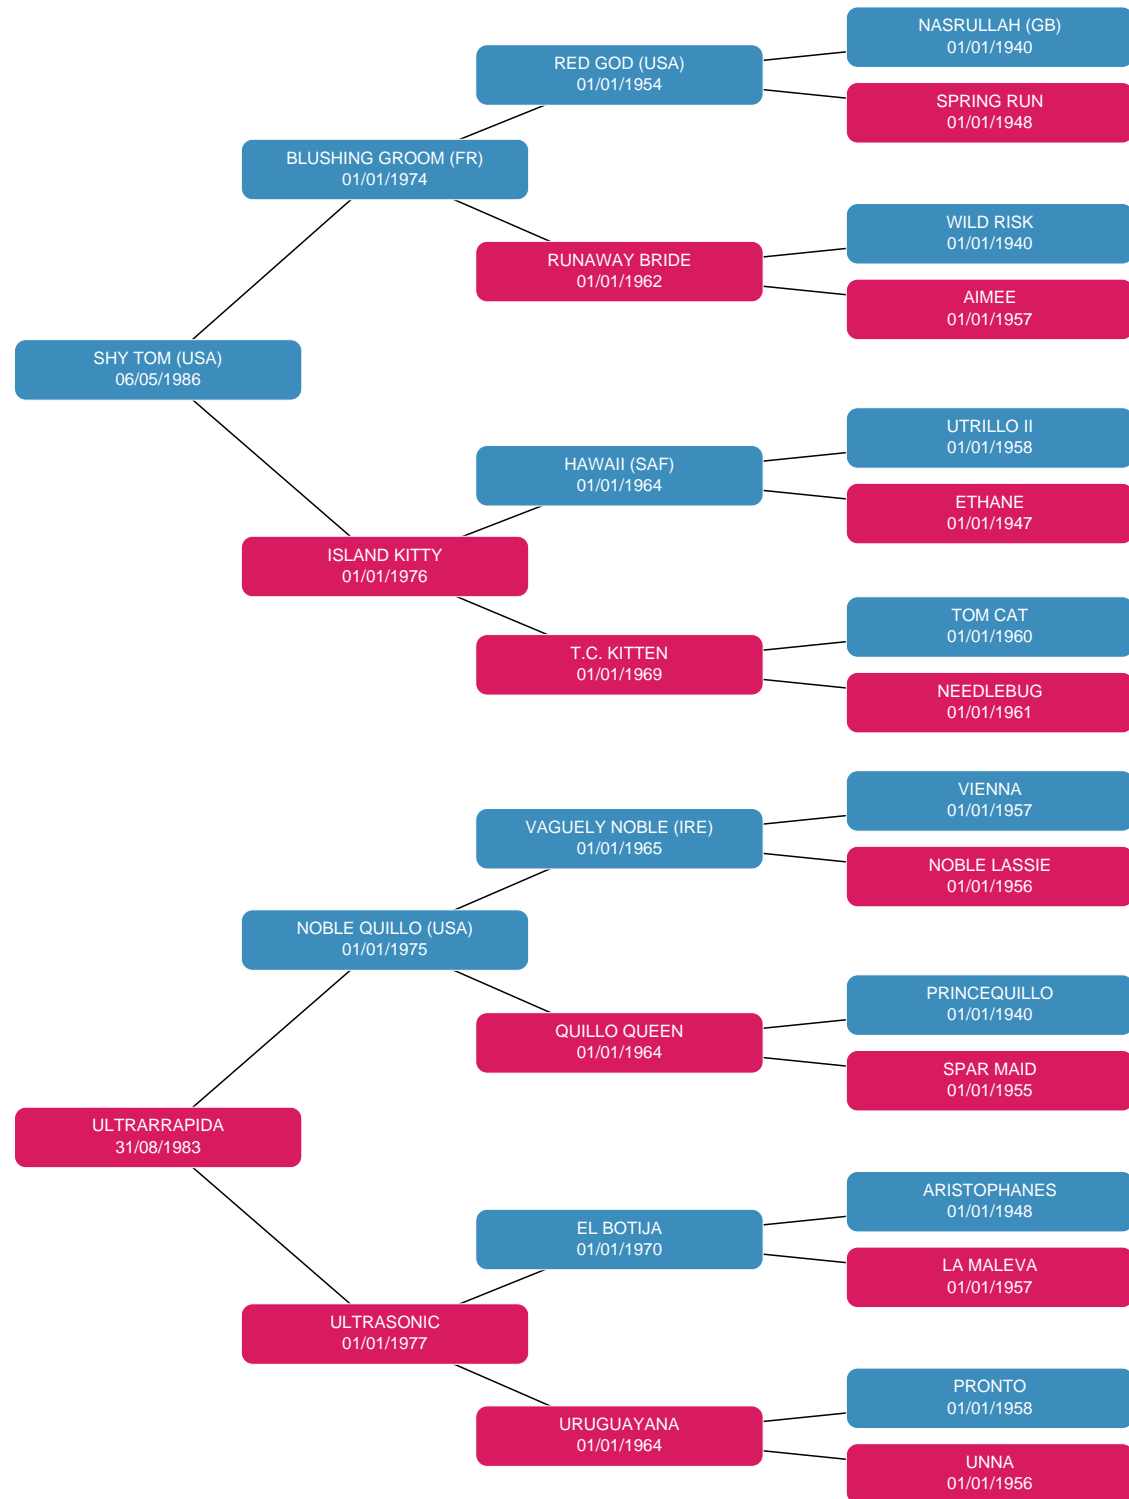 NASRULLAH (GB)
01/01/1940
RED GOD (USA)
01/01/1954
SPRING RUN
01/01/1948
BLUSHING GROOM (FR)
01/01/1974
WILD RISK
01/01/1940
RUNAWAY BRIDE
01/01/1962
AIMEE
01/01/1957
SHY TOM (USA)
06/05/1986
UTRILLO II
01/01/1958
HAWAII (SAF)
01/01/1964
ETHANE
01/01/1947
ISLAND KITTY
01/01/1976
TOM CAT
01/01/1960
T.C. KITTEN
01/01/1969
NEEDLEBUG
01/01/1961
VIENNA
01/01/1957
VAGUELY NOBLE (IRE)
01/01/1965
NOBLE LASSIE
01/01/1956
NOBLE QUILLO (USA)
01/01/1975
PRINCEQUILLO
01/01/1940
QUILLO QUEEN
01/01/1964
SPAR MAID
01/01/1955
ULTRARRAPIDA
31/08/1983
ARISTOPHANES
01/01/1948
EL BOTIJA
01/01/1970
LA MALEVA
01/01/1957
ULTRASONIC
01/01/1977
PRONTO
01/01/1958
URUGUAYANA
01/01/1964
UNNA
01/01/1956